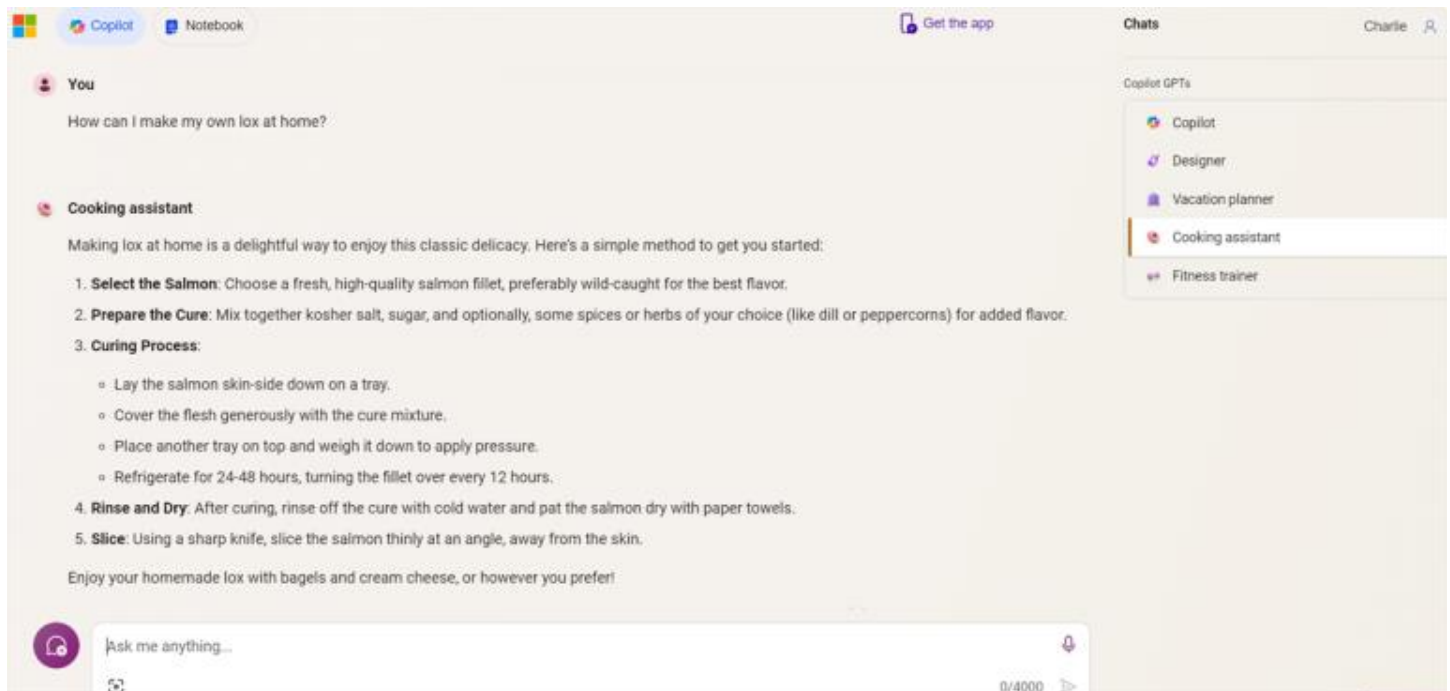 Copilot
Notebook
Get the app
Chats
Charlie
You
How can I make my own lox at home?
Cooking assistant
Making lox at home is a delightful way to enjoy this classic delicacy. Here's a simple method to get you started:
1. Select the Salmon: Choose a fresh, high-quality salmon fillet, preferably wild-caught for the best flavor.
2. Prepare the Cure: Mix together kosher salt, sugar, and optionally, some spices or herbs of your choice (like dill or peppercorns) for added flavor.
3. Curing Process:
Lay the salmon skin-side down on a tray.
Cover the flesh generously with the cure mixture.
Place another tray on top and weigh it down to apply pressure.
Refrigerate for 24-48 hours, turning the fillet over every 12 hours.
4. Rinse and Dry: After curing, rinse off the cure with cold water and pat the salmon dry with paper towels.
5. Slice: Using a sharp knife, slice the salmon thinly at an angle, away from the skin.
Enjoy your homemade lox with bagels and cream cheese, or however you prefer!
Ask me anything...
0/4000
Copilot GPTs
Copilot
Designer
Vacation planner
Cooking assistant
Fitness trainer